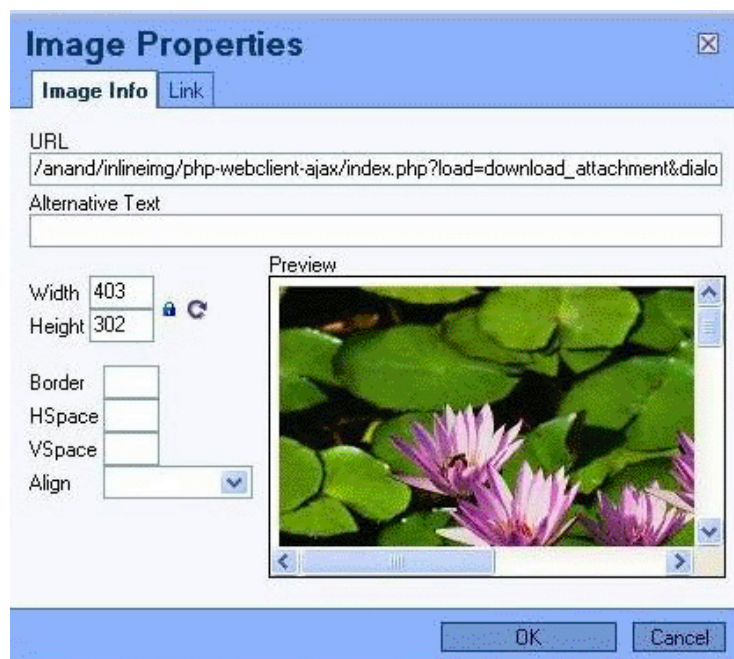 Image Properties
Image Info Link
URL
/anand/inlineimg/php-webclient-ajax/index.php?load=download_attachment&dialo
Alternative Text
Preview
Width 403
Height 302
Border
HSpace
VSpace
Align
OK Cancel